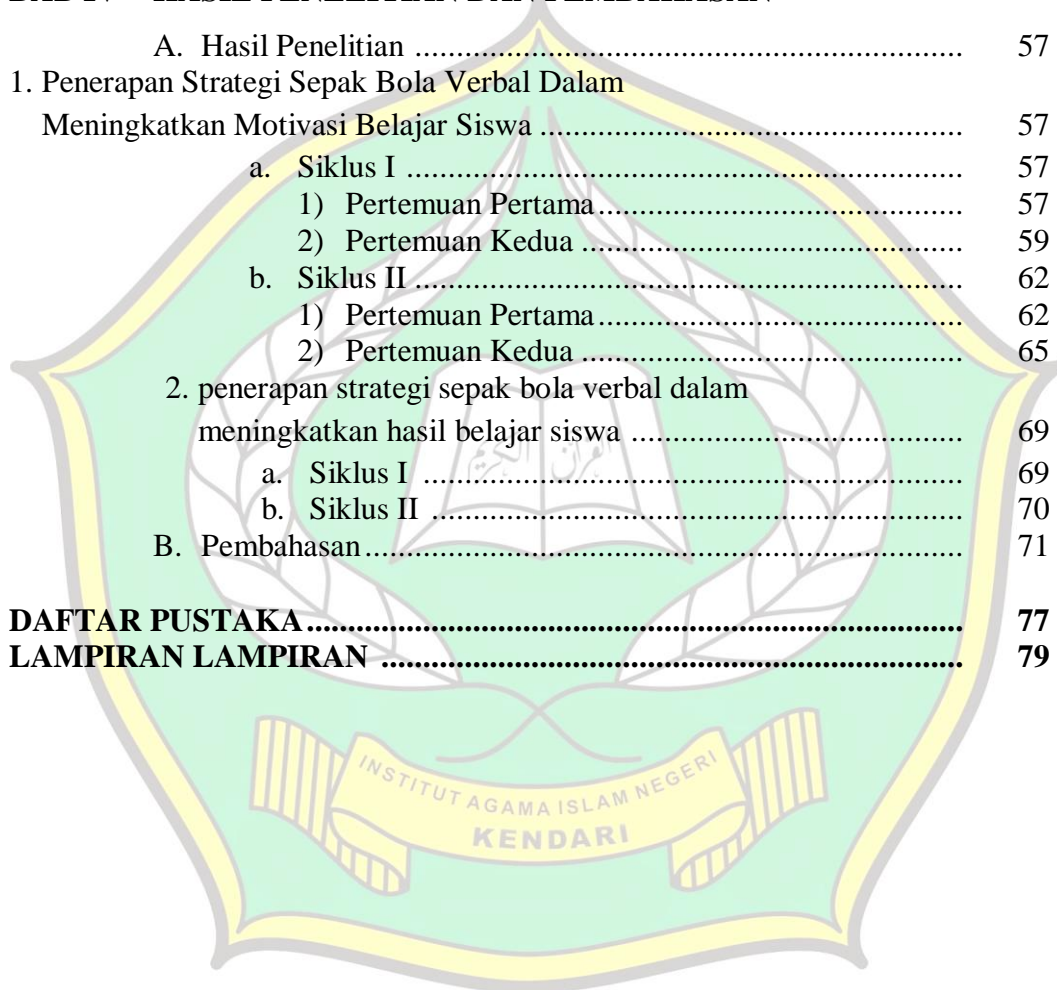 A. Hasil Penelitian ...................................................................... 57
1. Penerapan Strategi Sepak Bola Verbal Dalam
Meningkatkan Motivasi Belajar Siswa ...................................................... 57
a. Siklus I ....................................................................... 57
1) Pertemuan Pertama............................................... 57
2) Pertemuan Kedua ................................................. 59
b. Siklus II ...................................................................... 62
1) Pertemuan Pertama............................................... 62
2) Pertemuan Kedua ................................................. 65
2. penerapan strategi sepak bola verbal dalam
meningkatkan hasil belajar siswa .......................................... 69
a. Siklus I ..................................................................... 69
b. Siklus II .................................................................... 70
B. Pembahasan............................................................................ 71
DAFTAR PUSTAKA.................................................................................... 77
LAMPIRAN LAMPIRAN .......................................................................... 79
INSTITUT AGAMA ISLAM NEGERI
KENDARI